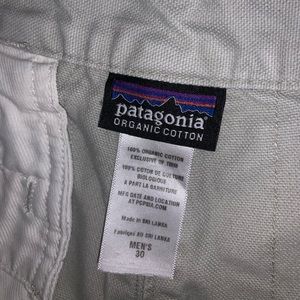 patagonia®
ORGANIC COTTON
100% ORGANIC COTTON
EXCLUSIVE OF TRIM
100% COTON DE CULTURE
BIOLOGIQUE
A PART LA GARNITURE
MFG DATE AND LOCATION
AT PGPSIA.COM
Made in SRI LANKA
Fabriqué AU SRI LANKA
MEN'S
30